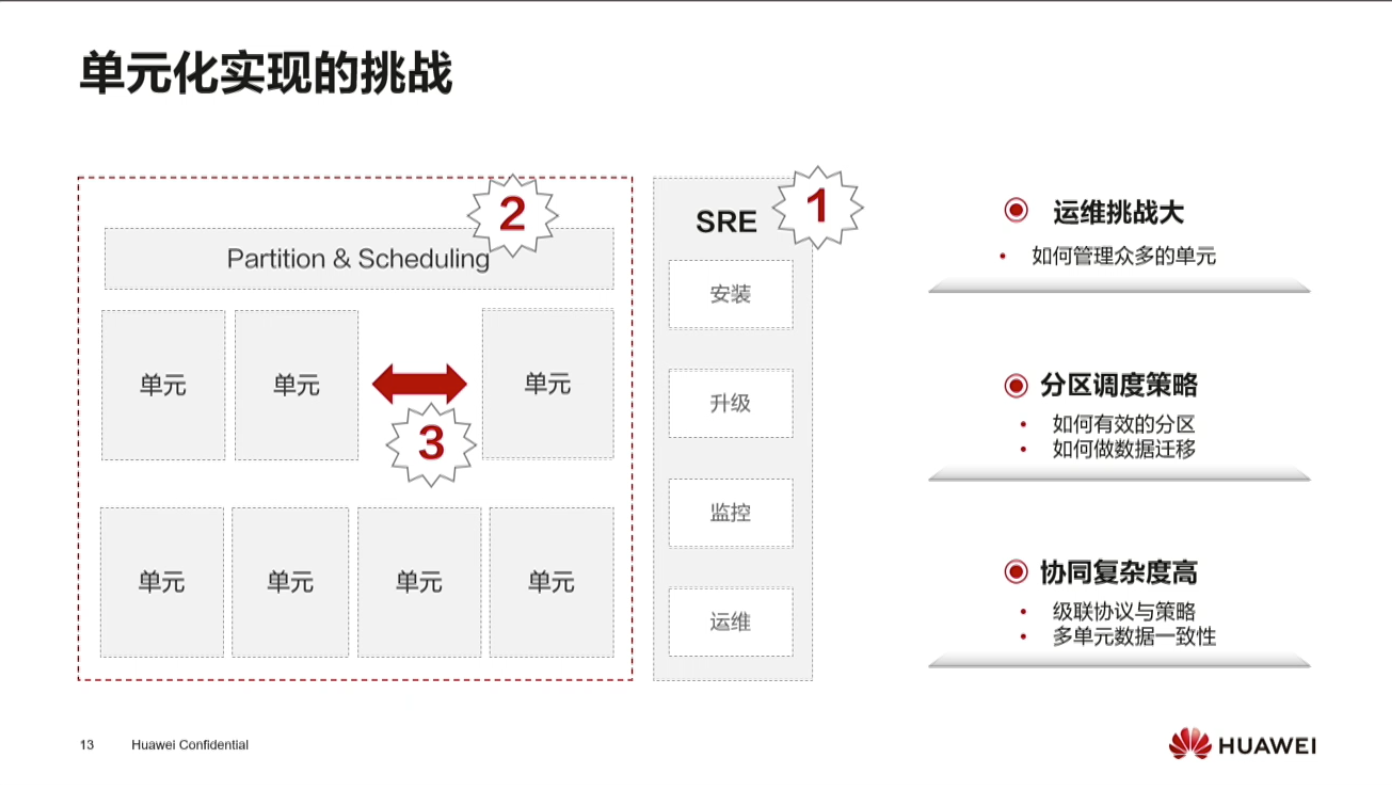 单元化实现的挑战
2
Partition & Scheduling
单元
单元
单元
3
单元
单元
单元
单元
SRE
1
安装
升级
监控
运维
运维挑战大
• 如何管理众多的单元
分区调度策略
• 如何有效的分区
• 如何做数据迁移
协同复杂度高
• 级联协议与策略
• 多单元数据一致性
13
Huawei Confidential
HUAWEI